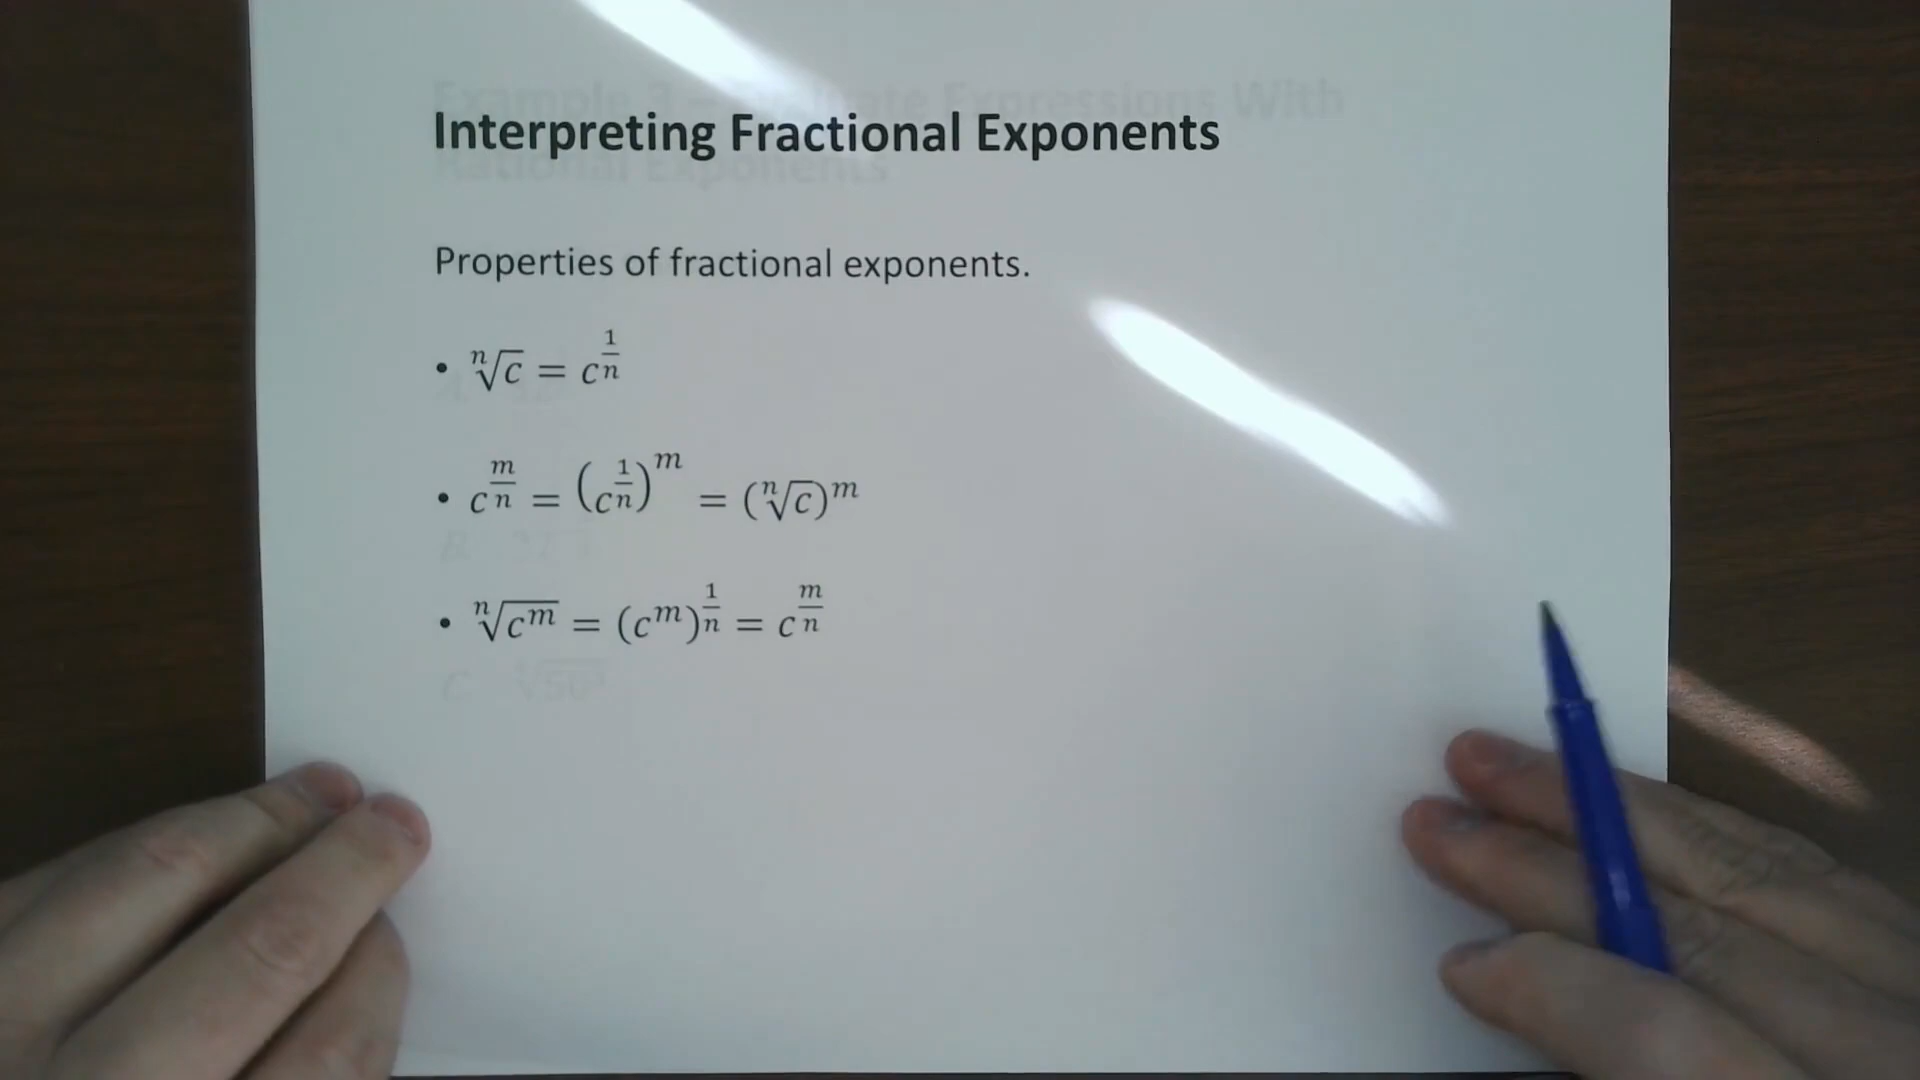 Interpreting Fractional Exponents
Properties of fractional exponents.
• ⁿ√c = c^(1/n)
• c^(m/n) = (c^(1/n))^m = (ⁿ√c)^m
• ⁿ√(c^m) = (c^m)^(1/n) = c^(m/n)